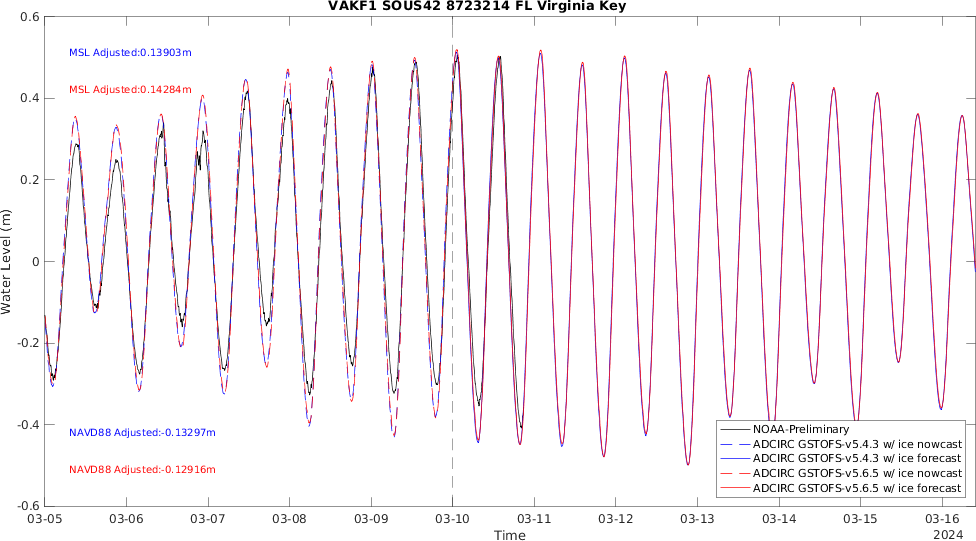 VAKF1 SOUS42 8723214 FL Virginia Key
0.6
0.4
0.2
0
-0.2
-0.4
-0.6
Water Level (m)
MSL Adjusted:0.13903m
MSL Adjusted:0.14284m
NAVD88 Adjusted:-0.13297m
NAVD88 Adjusted:-0.12916m
NOAA-Preliminary
ADCIRC GSTOFS-v5.4.3 w/ ice nowcast
ADCIRC GSTOFS-v5.4.3 w/ ice forecast
ADCIRC GSTOFS-v5.6.5 w/ ice nowcast
ADCIRC GSTOFS-v5.6.5 w/ ice forecast
03-05 03-06 03-07 03-08 03-09 03-10 03-11 03-12 03-13 03-14 03-15 03-16
Time
2024